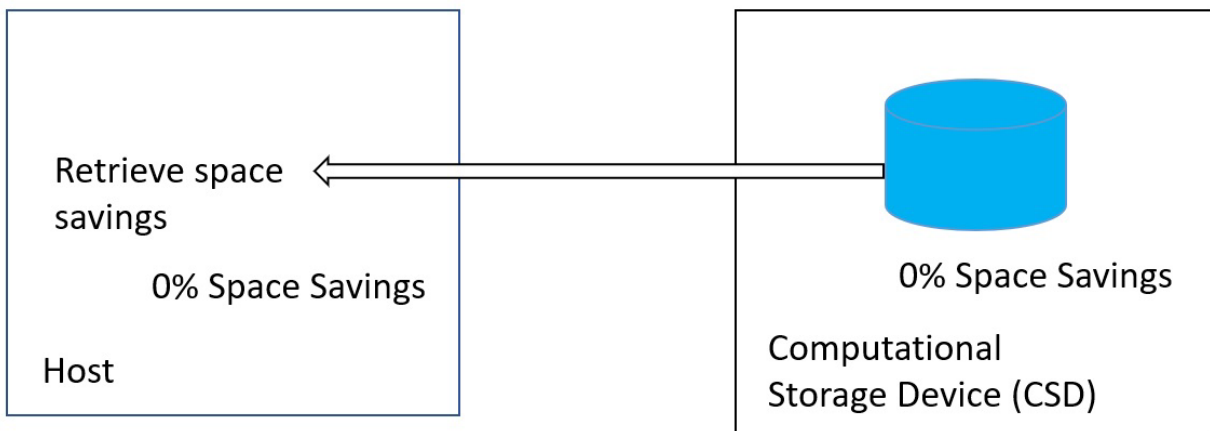 Retrieve space
savings
0% Space Savings
Host
0% Space Savings
Computational
Storage Device (CSD)